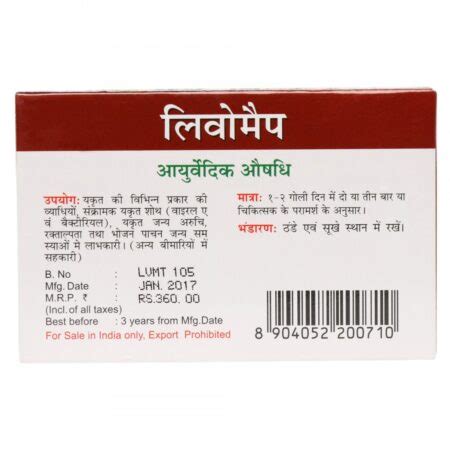 लिवोमैप
आयुर्वेदिक औषधि
उपयोग: यकृत की विभिन्न प्रकार की
व्याधियों, संक्रामक यकृत शोथ (वाइरल ए
वं बैक्टीरियल), यकृत जन्य अरुचि,
रक्ताल्पता तथा भोजन पाचन जन्य सम
स्याओं मे लाभकारी। (अन्य बीमारियों में
सहकारी)
मात्रा: १-२ गोली दिन में दो या तीन बार या
चिकित्सक के परामर्श के अनुसार।
भंडारण: ठंडे एवं सूखे स्थान में रखें।
B. No : LVMT 105
Mfg. Date : JAN. 2017
M.R.P. ₹ : RS.360. 00
(Incl.of all taxes)
Best before : 3 years from Mfg.Date
For Sale in India only, Export Prohibited
8 904052 200710